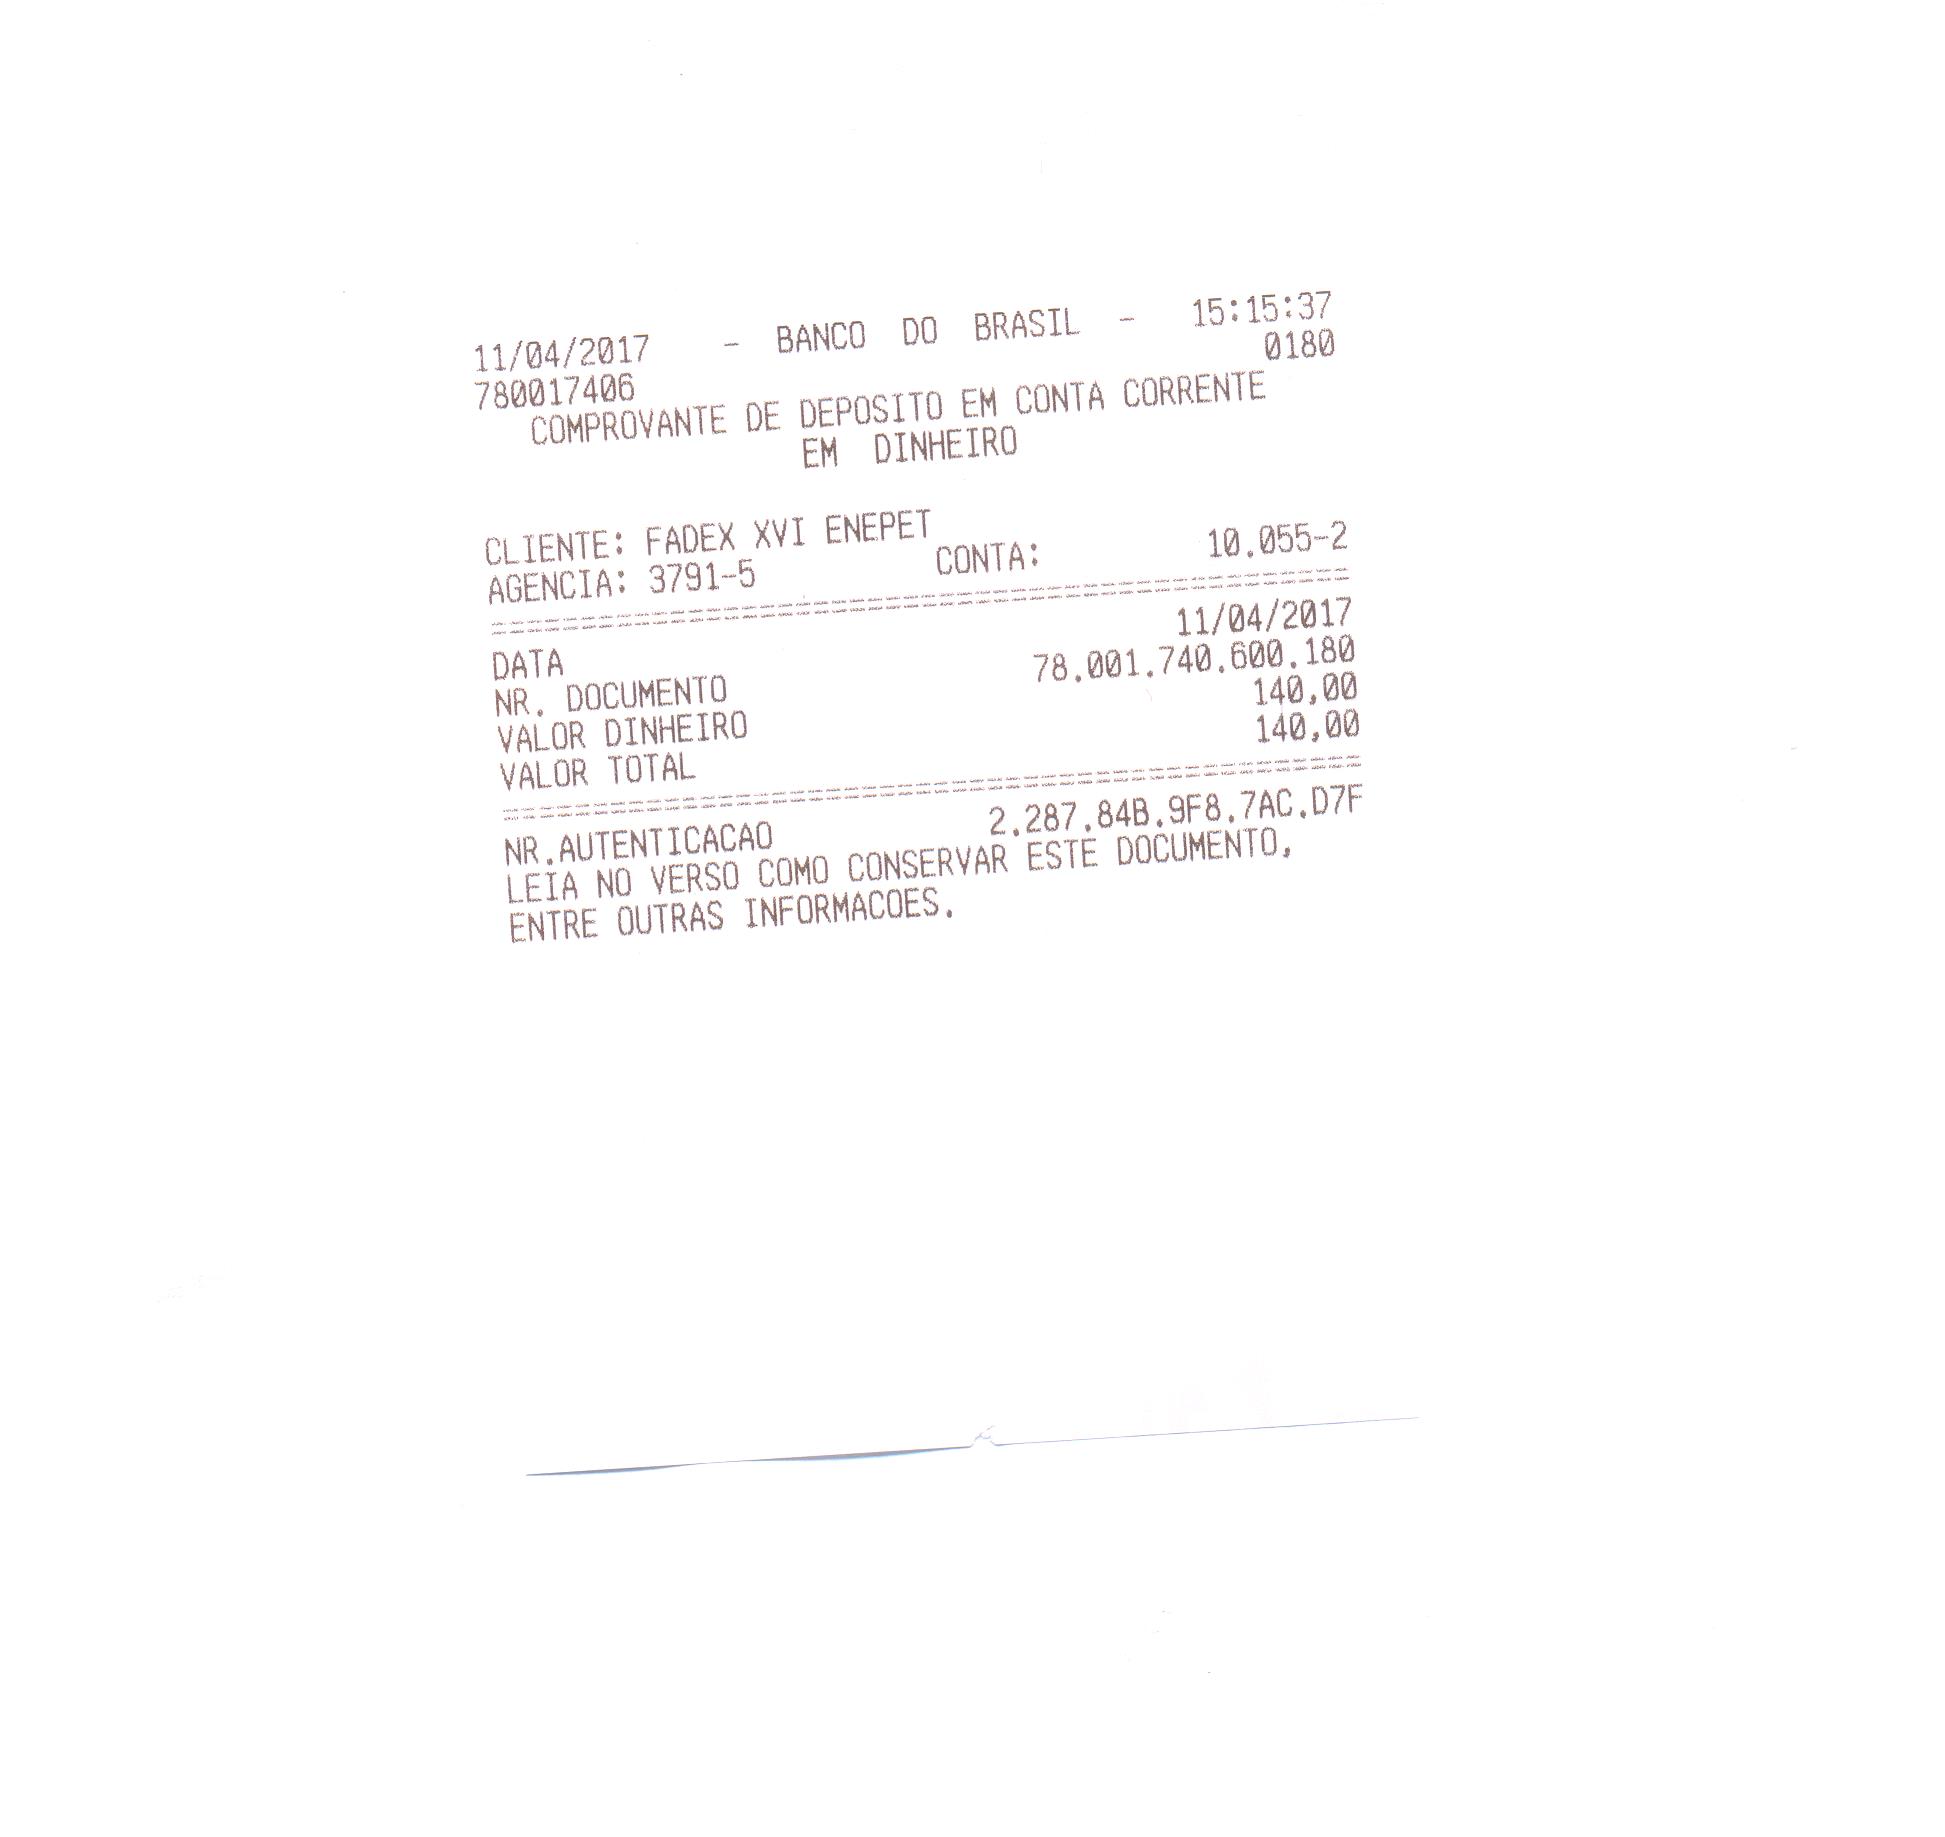 11/04/2017 - BANCO DO BRASIL - 15:15:37
780017406 0180
COMPROVANTE DE DEPOSITO EM CONTA CORRENTE
EM DINHEIRO
CLIENTE: FADEX XVI ENEPET
AGENCIA: 3791-5 CONTA: 10.055-2
DATA 11/04/2017
NR. DOCUMENTO 78.001.740.600.180
VALOR DINHEIRO 140,00
VALOR TOTAL 140,00
NR.AUTENTICACAO 2.287.84B.9F8.7AC.D7F
LEIA NO VERSO COMO CONSERVAR ESTE DOCUMENTO,
ENTRE OUTRAS INFORMACOES.